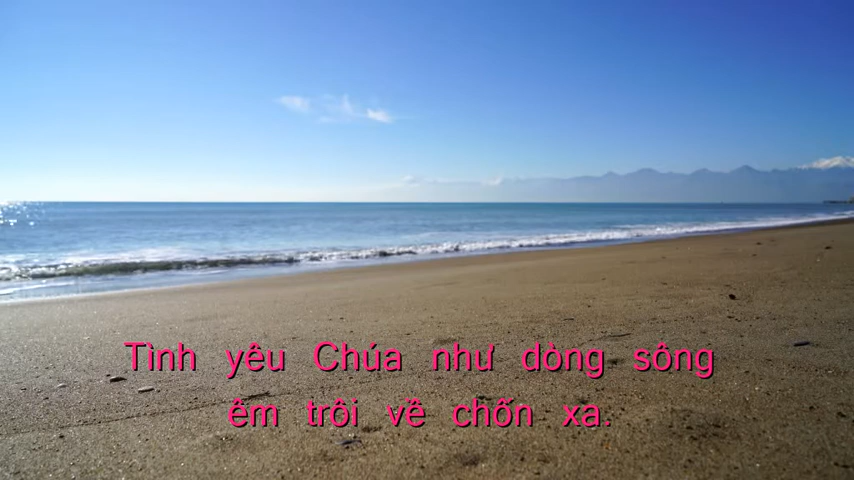 Tình yêu Chúa như dòng sông
êm trôi về chốn xa.